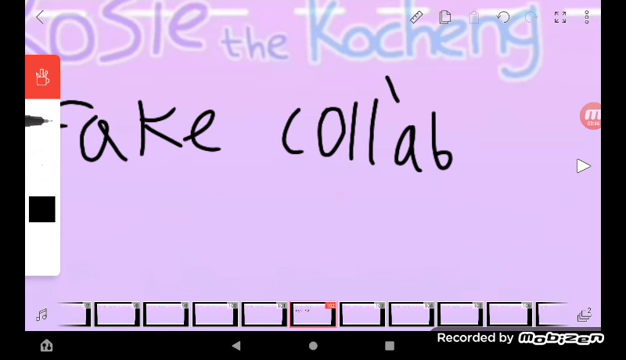 Rosie the Kocheng
Fake collab
Recorded by mobizen